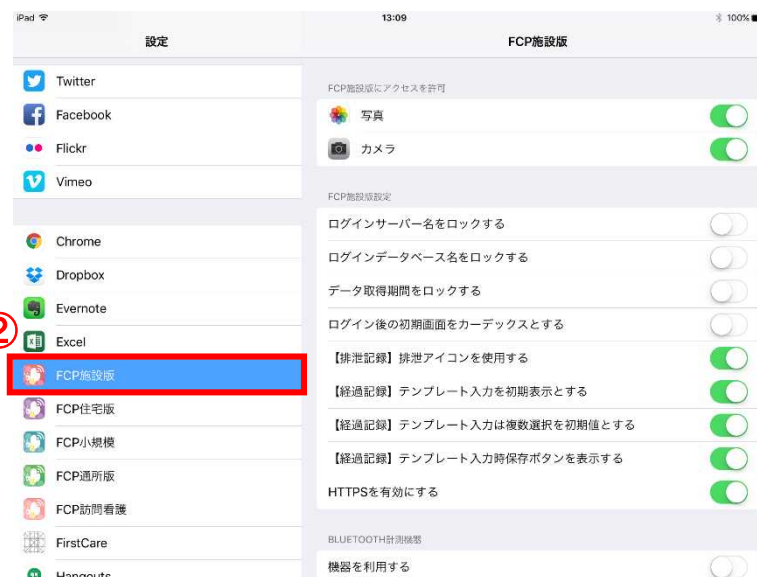 iPad 13:09 100%
設定
Twitter
Facebook
Flickr
Vimeo
Chrome
Dropbox
Evernote
②
Excel
FCP施設版
FCP住宅版
FCP小規模
FCP通所版
FCP訪問看護
FirstCare
Hangouts
FCP施設版
FCP施設版にアクセスを許可
写真
カメラ
FCP施設版設定
ログインサーバー名をロックする
ログインデータベース名をロックする
データ取得期間をロックする
ログイン後の初期画面をカーデックスとする
【排泄記録】排泄アイコンを使用する
【経過記録】テンプレート入力を初期表示とする
【経過記録】テンプレート入力は複数選択を初期値とする
【経過記録】テンプレート入力時保存ボタンを表示する
HTTPSを有効にする
BLUETOOTH計測機器
機器を利用する